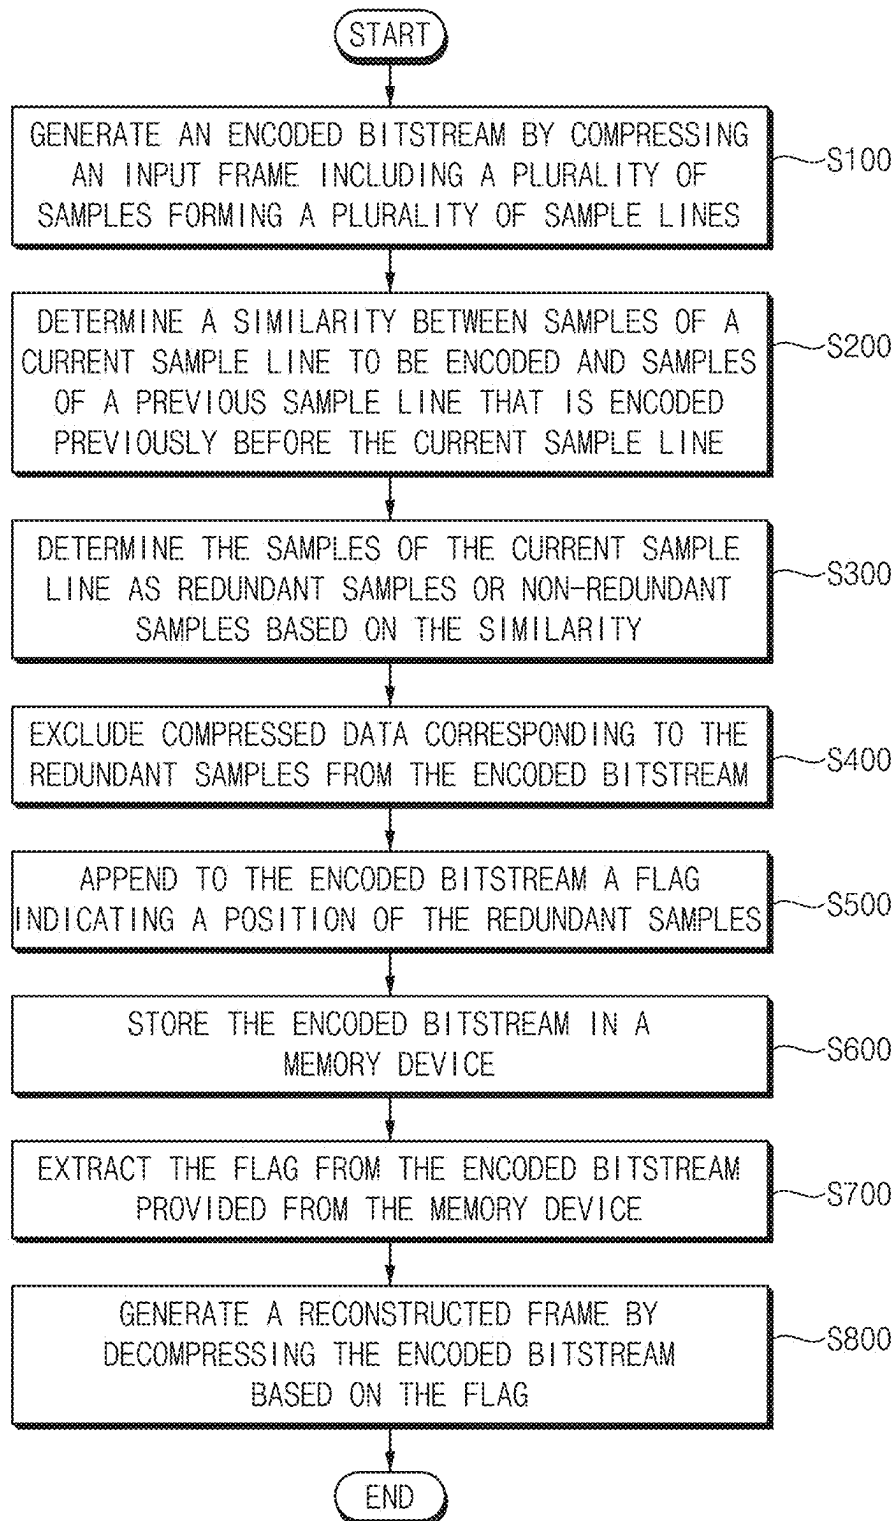 START
GENERATE AN ENCODED BITSTREAM BY COMPRESSING
AN INPUT FRAME INCLUDING A PLURALITY OF
SAMPLES FORMING A PLURALITY OF SAMPLE LINES
S100
DETERMINE A SIMILARITY BETWEEN SAMPLES OF A
CURRENT SAMPLE LINE TO BE ENCODED AND SAMPLES
OF A PREVIOUS SAMPLE LINE THAT IS ENCODED
PREVIOUSLY BEFORE THE CURRENT SAMPLE LINE
S200
DETERMINE THE SAMPLES OF THE CURRENT SAMPLE
LINE AS REDUNDANT SAMPLES OR NON-REDUNDANT
SAMPLES BASED ON THE SIMILARITY
S300
EXCLUDE COMPRESSED DATA CORRESPONDING TO THE
REDUNDANT SAMPLES FROM THE ENCODED BITSTREAM
S400
APPEND TO THE ENCODED BITSTREAM A FLAG
INDICATING A POSITION OF THE REDUNDANT SAMPLES
S500
STORE THE ENCODED BITSTREAM IN A
MEMORY DEVICE
S600
EXTRACT THE FLAG FROM THE ENCODED BITSTREAM
PROVIDED FROM THE MEMORY DEVICE
S700
GENERATE A RECONSTRUCTED FRAME BY
DECOMPRESSING THE ENCODED BITSTREAM
BASED ON THE FLAG
S800
END